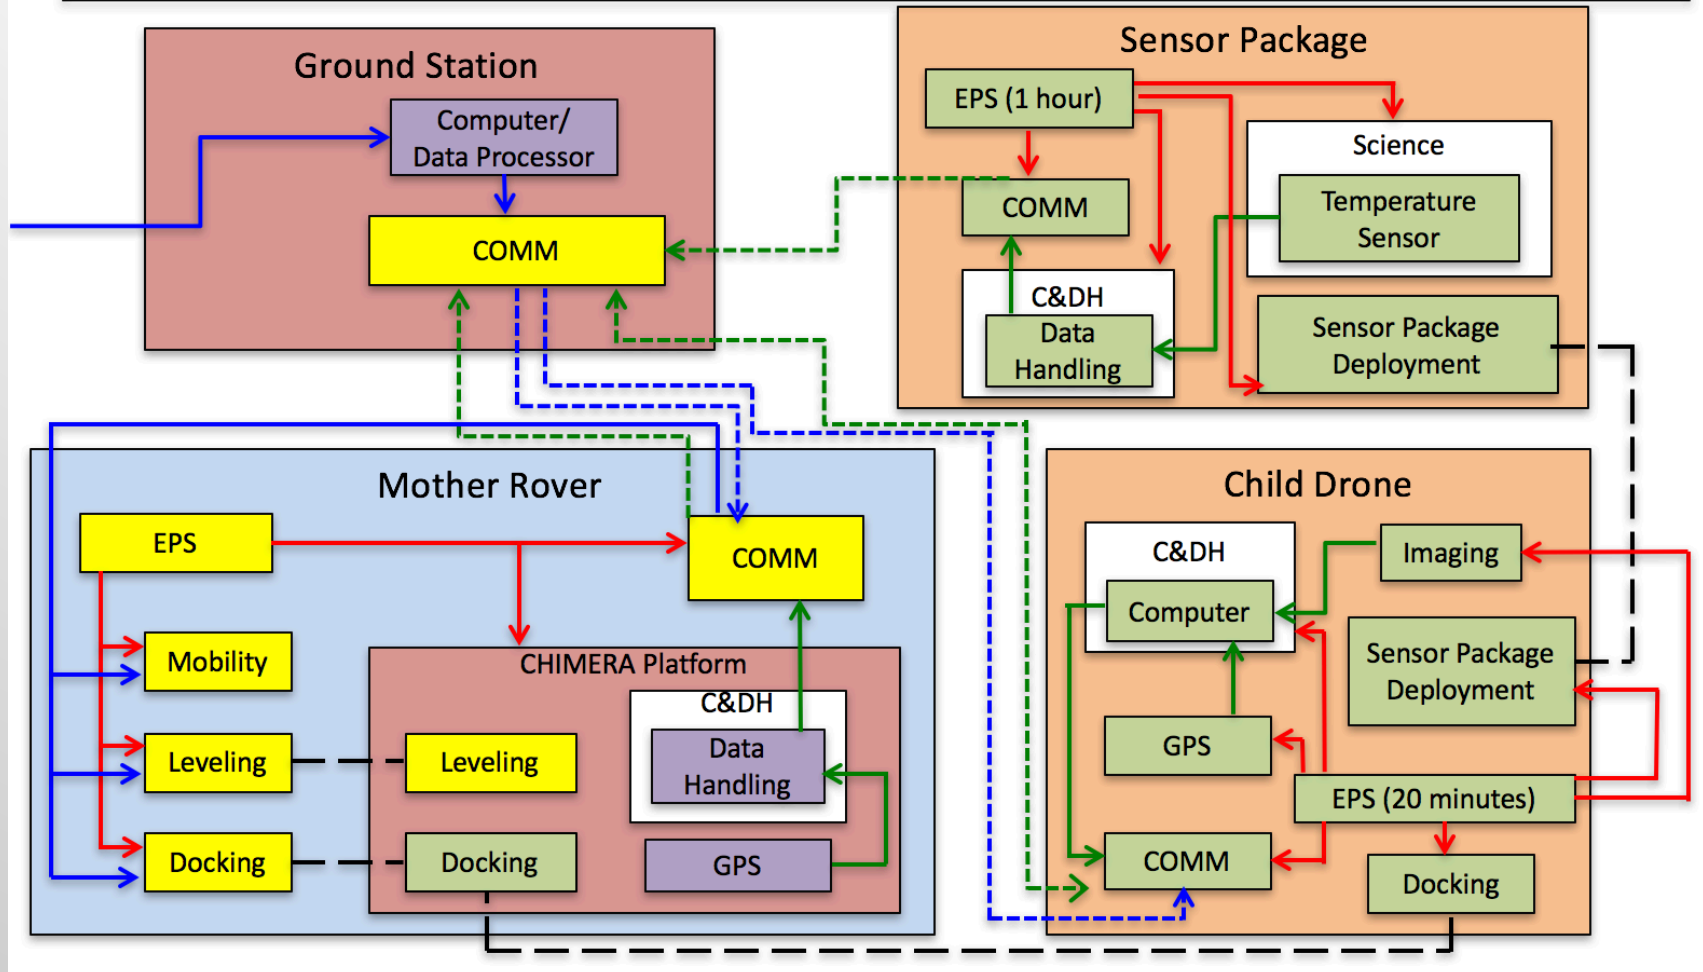 Ground Station
Computer/
Data Processor
COMM
Sensor Package
EPS (1 hour)
COMM
C&DH
Data
Handling
Science
Temperature
Sensor
Sensor Package
Deployment
Mother Rover
EPS
COMM
Mobility
Leveling
Docking
CHIMERA Platform
Leveling
Docking
C&DH
Data
Handling
GPS
Child Drone
C&DH
Computer
Imaging
Sensor Package
Deployment
GPS
EPS (20 minutes)
COMM
Docking